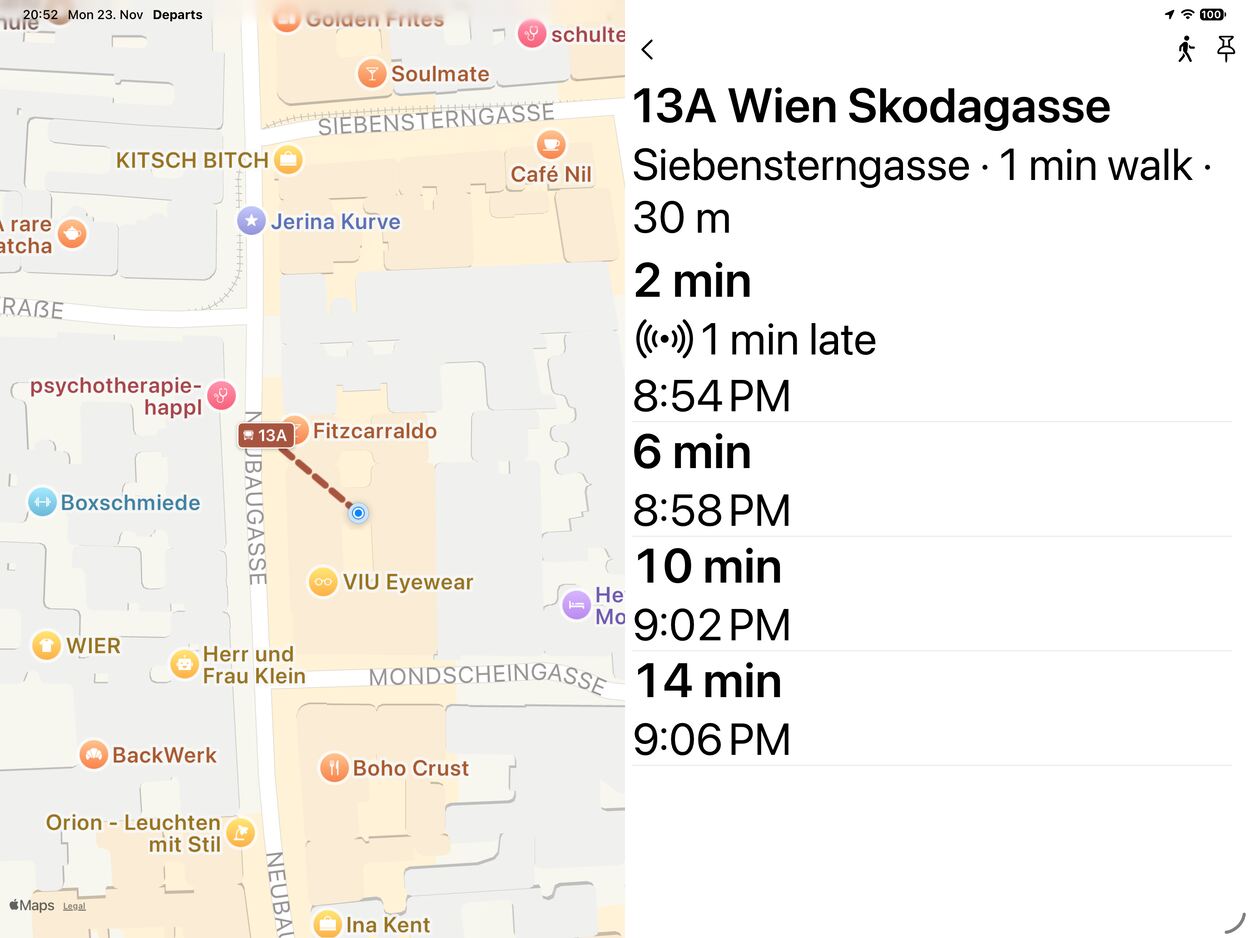 20:52 Mon 23. Nov Departs
100
Golden Frites
schulte
Soulmate
SIEBENSTERNGASSE
KITSCH BITCH
Café Nil
Jerina Kurve
A rare
atcha
RAẞE
psychotherapie-
happl
NEUBAUGASSE
13A
Fitzcarraldo
Boxschmiede
VIU Eyewear
He
Mo
WIER
Herr und
Frau Klein
MONDSCHEINGASSE
BackWerk
Boho Crust
Orion - Leuchten
mit Stil
NEUBAU
Maps Legal
Ina Kent
13A Wien Skodagasse
Siebensterngasse · 1 min walk ·
30 m
2 min
1 min late
8:54 PM
6 min
8:58 PM
10 min
9:02 PM
14 min
9:06 PM